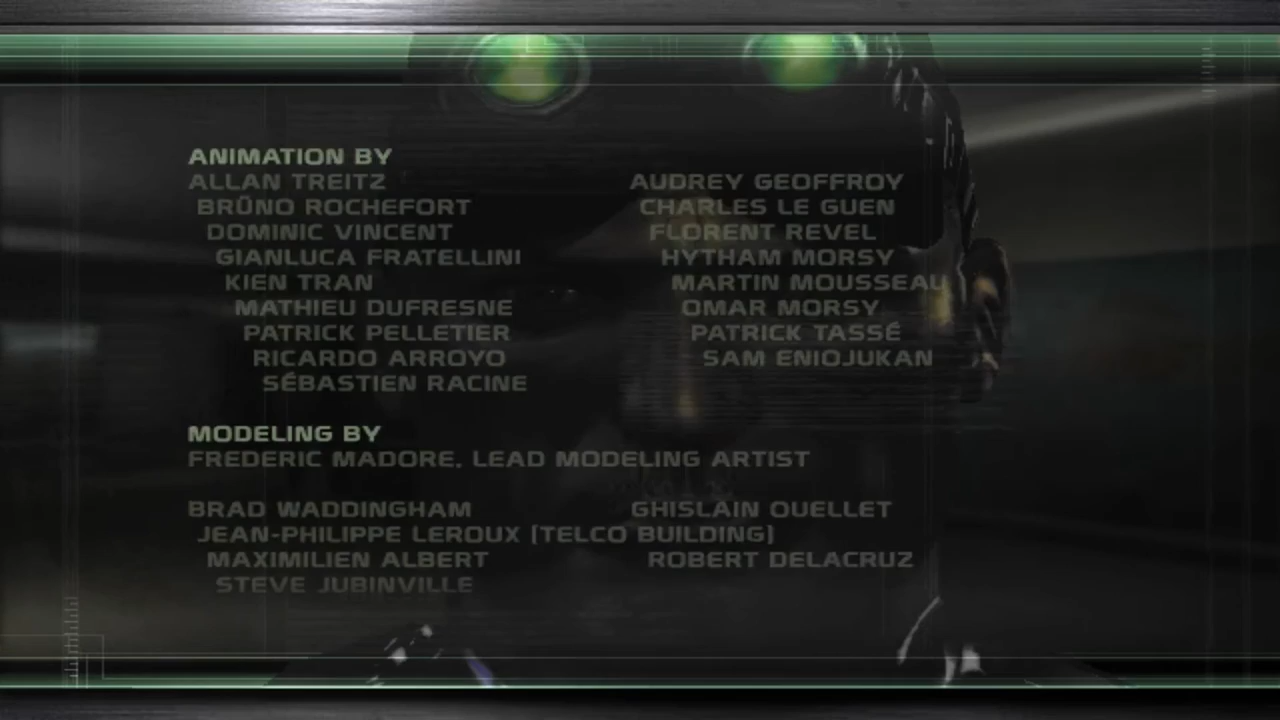 ANIMATION BY
ALLAN TREITZ
BRŪNO ROCHEFORT
DOMINIC VINCENT
GIANLUCA FRATELLINI
KIEN TRAN
MATHIEU DUFRESNE
PATRICK PELLETIER
RICARDO ARROYO
SÉBASTIEN RACINE
AUDREY GEOFFROY
CHARLES LE GUEN
FLORENT REVEL
HYTHAM MORSY
MARTIN MOUSSEAU
OMAR MORSY
PATRICK TASSÉ
SAM ENIOJUKAN
MODELING BY
FREDERIC MADORE, LEAD MODELING ARTIST
BRAD WADDINGHAM
GHISLAIN OUELLET
JEAN-PHILIPPE LEROUX [TELCO BUILDING]
MAXIMILIEN ALBERT
ROBERT DELACRUZ
STEVE JUBINVILLE